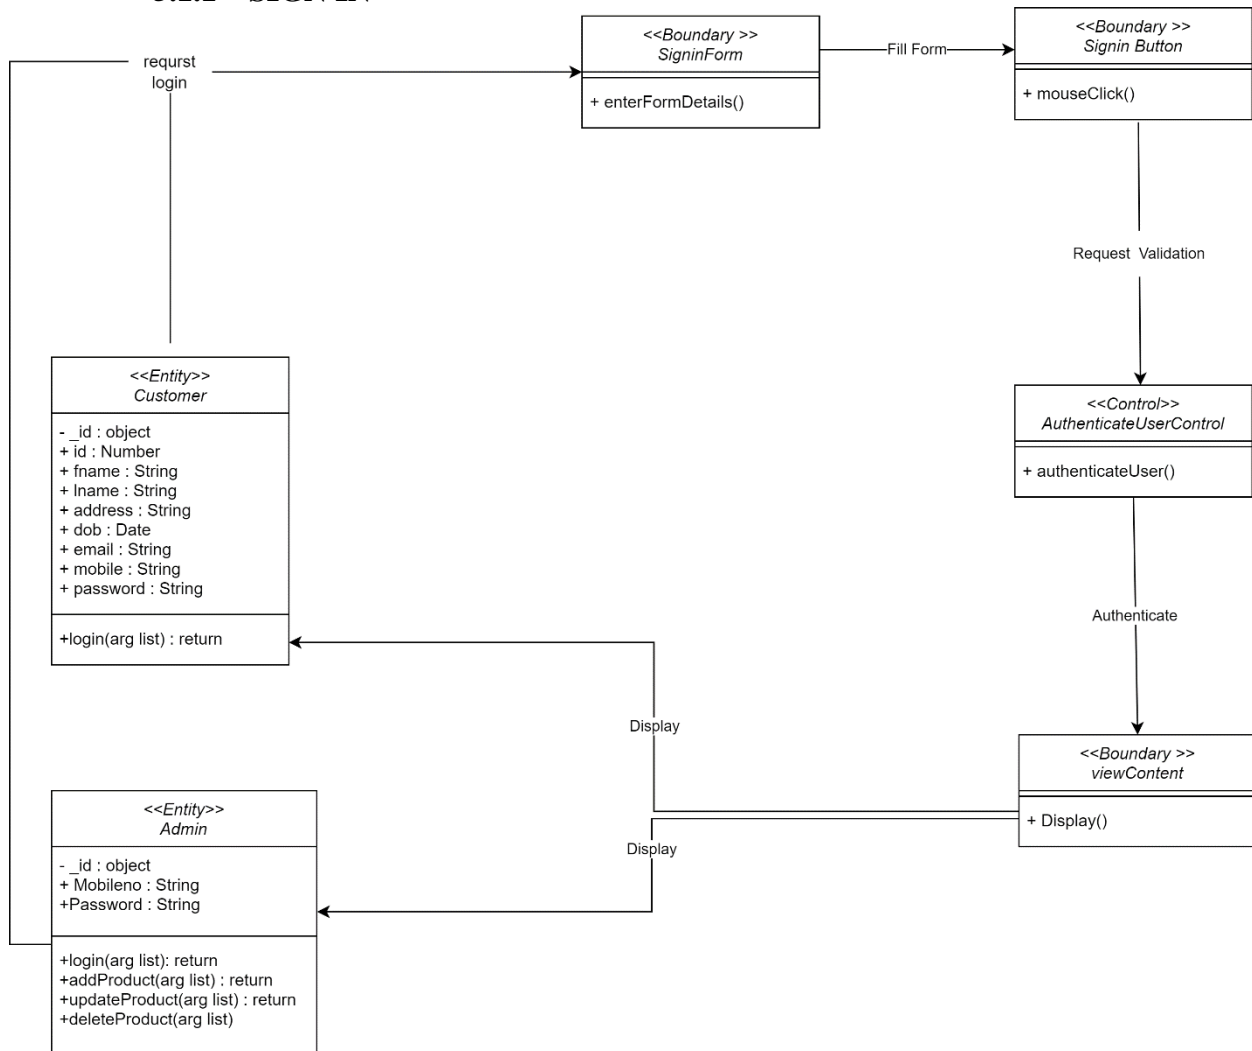 <<Boundary >>
SigninForm
+ enterFormDetails()
Fill Form
<<Boundary >>
Signin Button
+ mouseClick()
requrst
login
Request  Validation
<<Entity>>
Customer
- _id : object
+ id : Number
+ fname : String
+ lname : String
+ address : String
+ dob : Date
+ email : String
+ mobile : String
+ password : String
+login(arg list) : return
<<Control>>
AuthenticateUserControl
+ authenticateUser()
Authenticate
Display
<<Boundary >>
viewContent
+ Display()
Display
<<Entity>>
Admin
- _id : object
+ Mobileno : String
+Password : String
+login(arg list): return
+addProduct(arg list) : return
+updateProduct(arg list) : return
+deleteProduct(arg list)